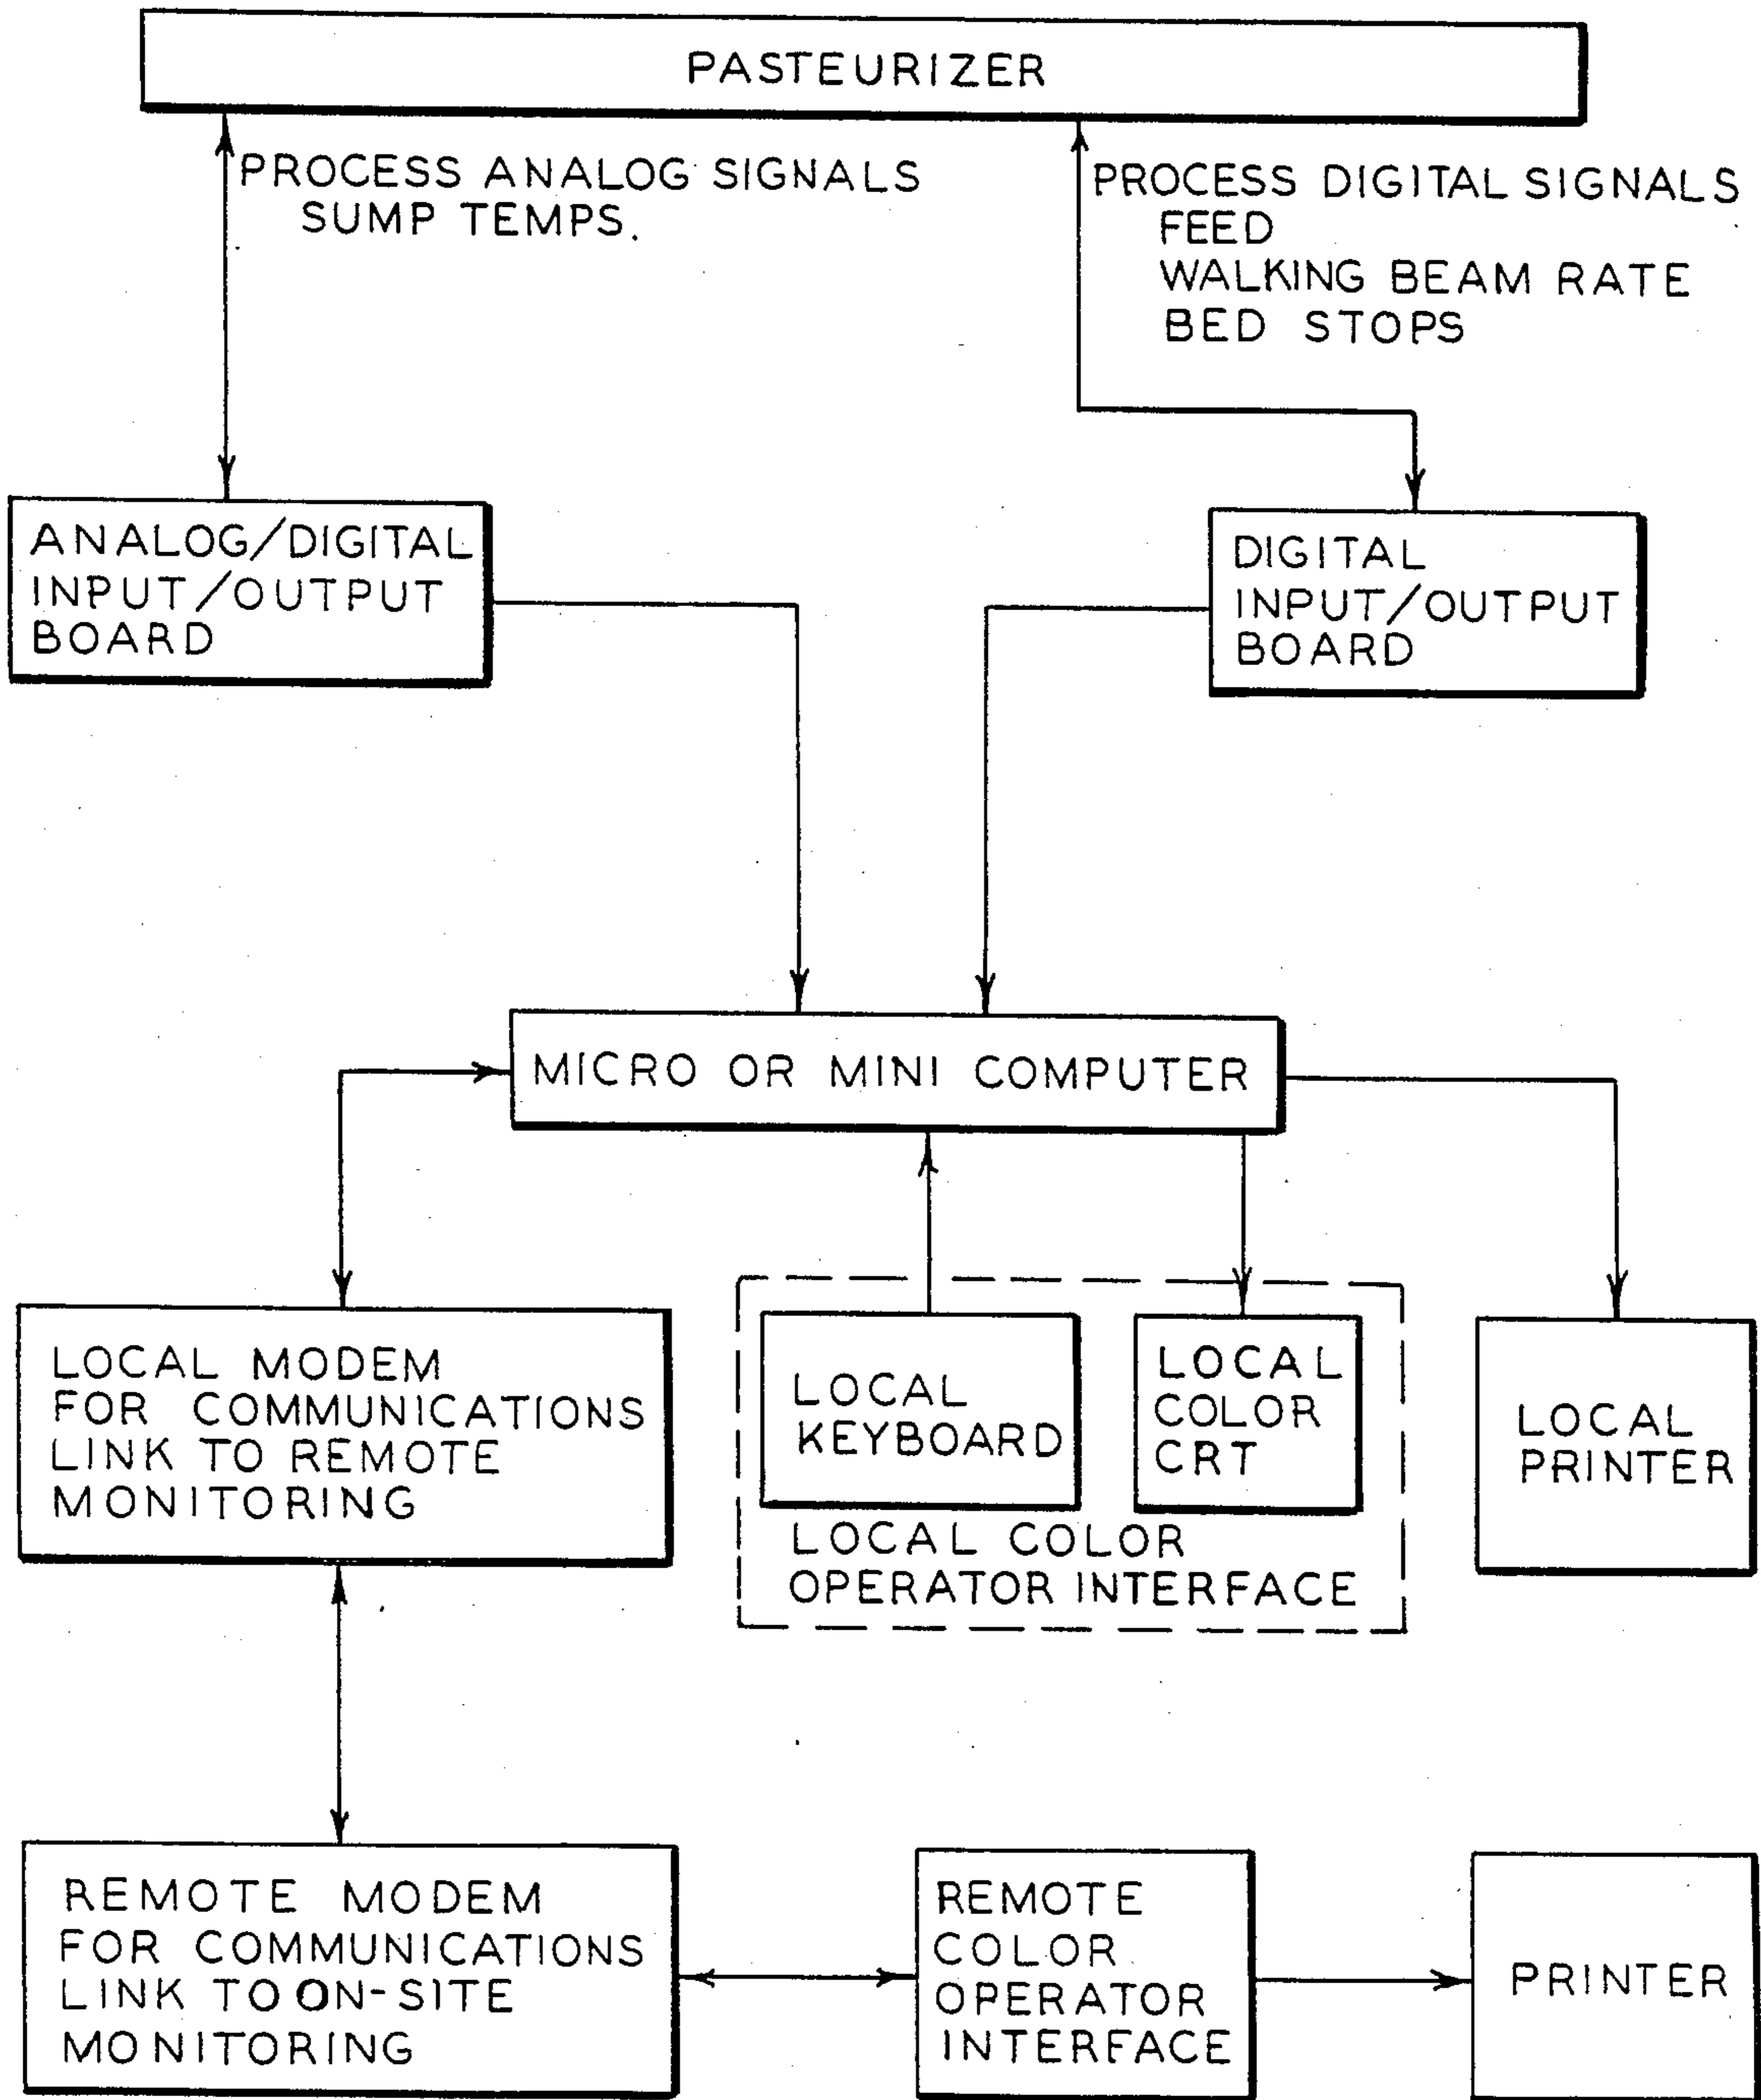 PASTEURIZER
PROCESS ANALOG SIGNALS
SUMP TEMPS.
PROCESS DIGITAL SIGNALS
FEED
WALKING BEAM RATE
BED STOPS
ANALOG/DIGITAL
INPUT/OUTPUT
BOARD
DIGITAL
INPUT/OUTPUT
BOARD
MICRO OR MINI COMPUTER
LOCAL MODEM
FOR COMMUNICATIONS
LINK TO REMOTE
MONITORING
LOCAL
KEYBOARD
LOCAL
COLOR
CRT
LOCAL COLOR
OPERATOR INTERFACE
LOCAL
PRINTER
REMOTE MODEM
FOR COMMUNICATIONS
LINK TO ON-SITE
MONITORING
REMOTE
COLOR
OPERATOR
INTERFACE
PRINTER